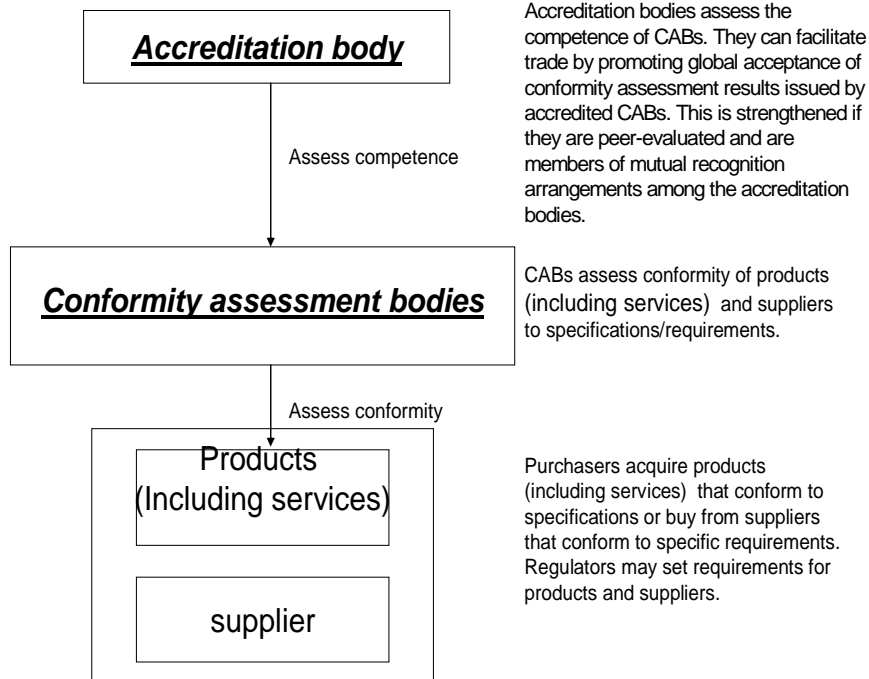 Accreditation body
Accreditation bodies assess the
competence of CABs. They can facilitate
trade by promoting global acceptance of
conformity assessment results issued by
accredited CABs. This is strengthened if
they are peer-evaluated and are
members of mutual recognition
arrangements among the accreditation
bodies.
Assess competence
Conformity assessment bodies
CABs assess conformity of products
(including services) and suppliers
to specifications/requirements.
Assess conformity
Products
(Including services)
supplier
Purchasers acquire products
(including services) that conform to
specifications or buy from suppliers
that conform to specific requirements.
Regulators may set requirements for
products and suppliers.